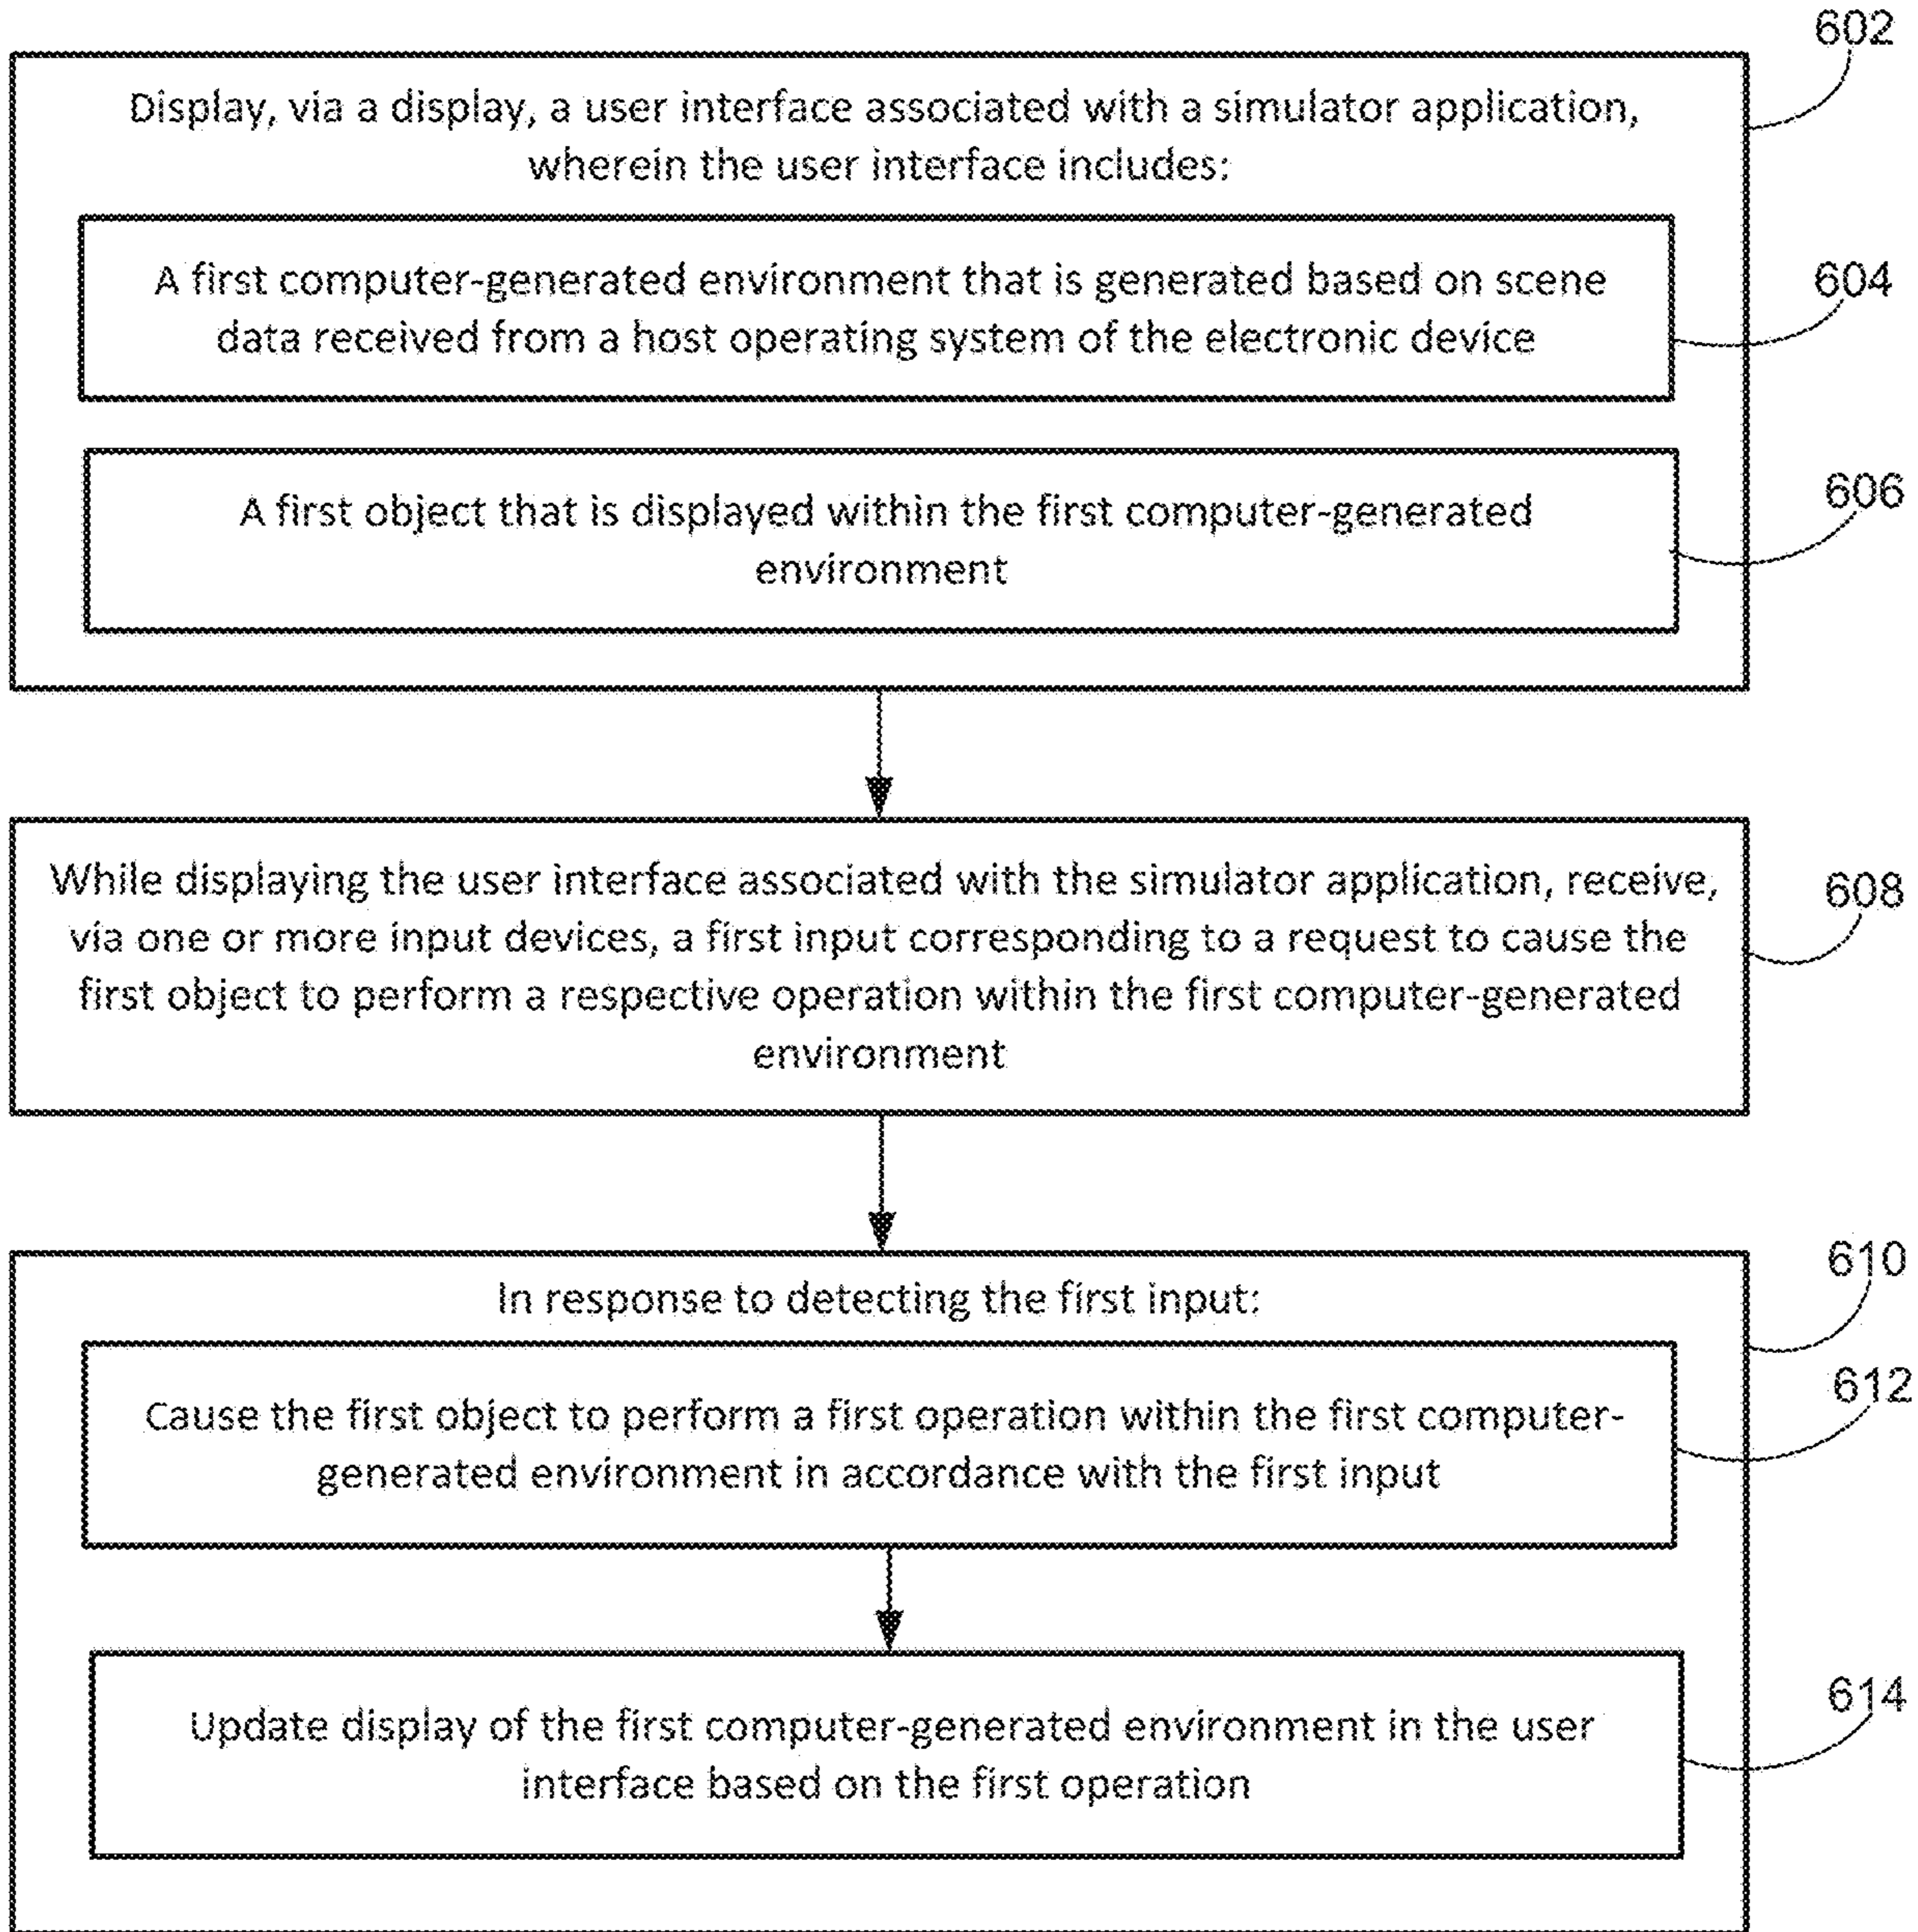 602
Display, via a display, a user interface associated with a simulator application,
wherein the user interface includes:
A first computer-generated environment that is generated based on scene
data received from a host operating system of the electronic device
604
A first object that is displayed within the first computer-generated
environment
606
While displaying the user interface associated with the simulator application, receive,
via one or more input devices, a first input corresponding to a request to cause the
first object to perform a respective operation within the first computer-generated
environment
608
610
In response to detecting the first input:
Cause the first object to perform a first operation within the first computer-
generated environment in accordance with the first input
612
Update display of the first computer-generated environment in the user
interface based on the first operation
614